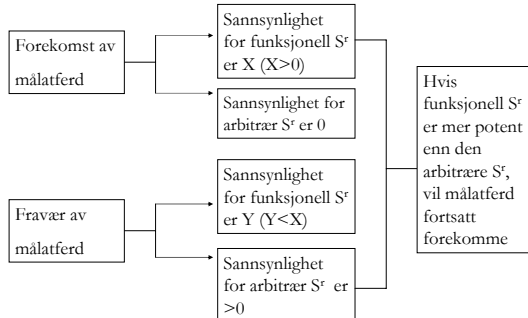 Forekomst av
målatferd
Sannsynlighet
for funksjonell Sʳ
er X (X>0)
Sannsynlighet for
arbitrær Sʳ er 0
Fravær av
målatferd
Sannsynlighet
for funksjonell Sʳ
er Y (Y<X)
Sannsynlighet
for arbitrær Sʳ er
>0
Hvis
funksjonell Sʳ
er mer potent
enn den
arbitrære Sʳ,
vil målatferd
fortsatt
forekomme